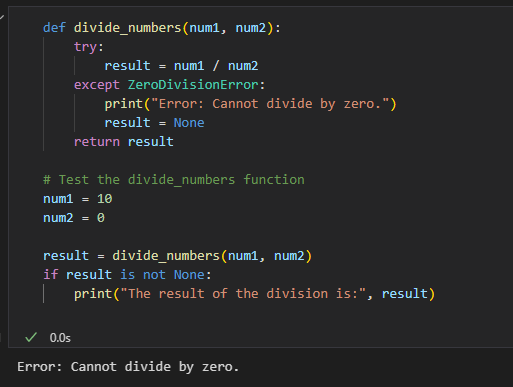 def divide_numbers(num1, num2):
    try:
        result = num1 / num2
    except ZeroDivisionError:
        print("Error: Cannot divide by zero.")
        result = None
    return result

# Test the divide_numbers function
num1 = 10
num2 = 0

result = divide_numbers(num1, num2)
if result is not None:
    print("The result of the division is:", result)
0.0s
Error: Cannot divide by zero.